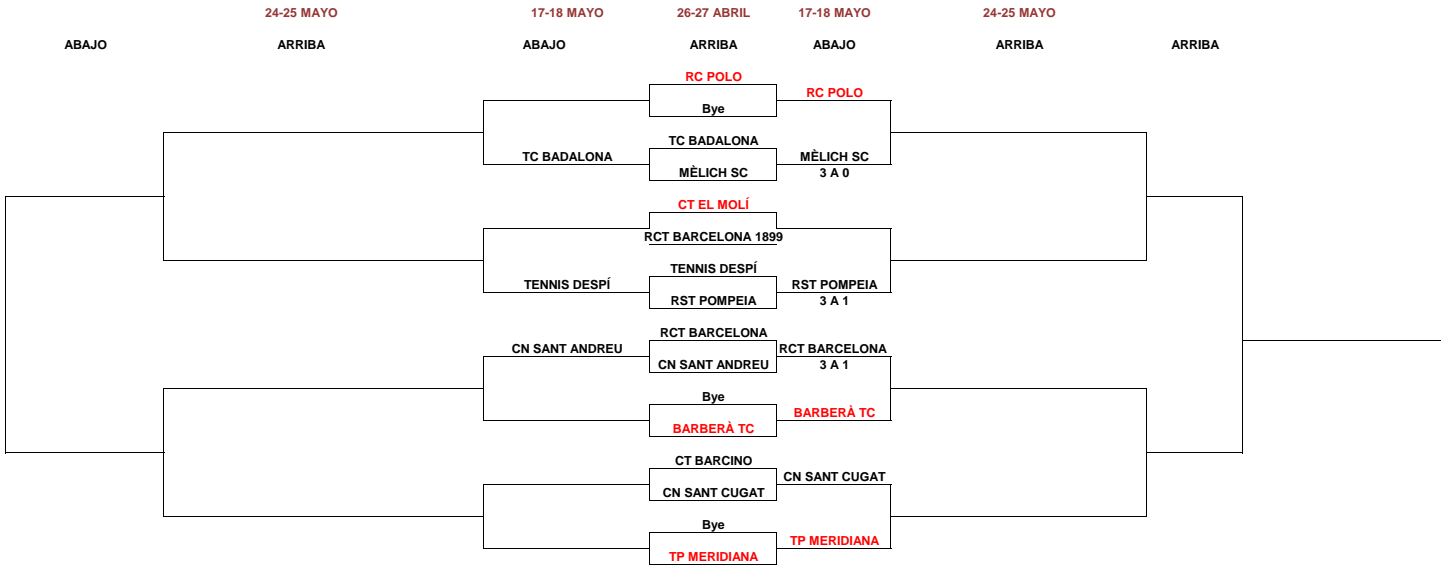 24-25 MAYO 17-18 MAYO 26-27 ABRIL 17-18 MAYO 24-25 MAYO
ABAJO ARRIBA ABAJO ARRIBA ABAJO ARRIBA ARRIBA
RC POLO
RC POLO
Bye
TC BADALONA
TC BADALONA MÈLICH SC
MÈLICH SC 3 A 0
CT EL MOLÍ
RCT BARCELONA 1899
TENNIS DESPÍ
TENNIS DESPÍ RST POMPEIA
RST POMPEIA 3 A 1
RCT BARCELONA
CN SANT ANDREU RCT BARCELONA
CN SANT ANDREU 3 A 1
Bye
BARBERÀ TC
BARBERÀ TC
CT BARCINO
CN SANT CUGAT
CN SANT CUGAT
Bye
TP MERIDIANA
TP MERIDIANA